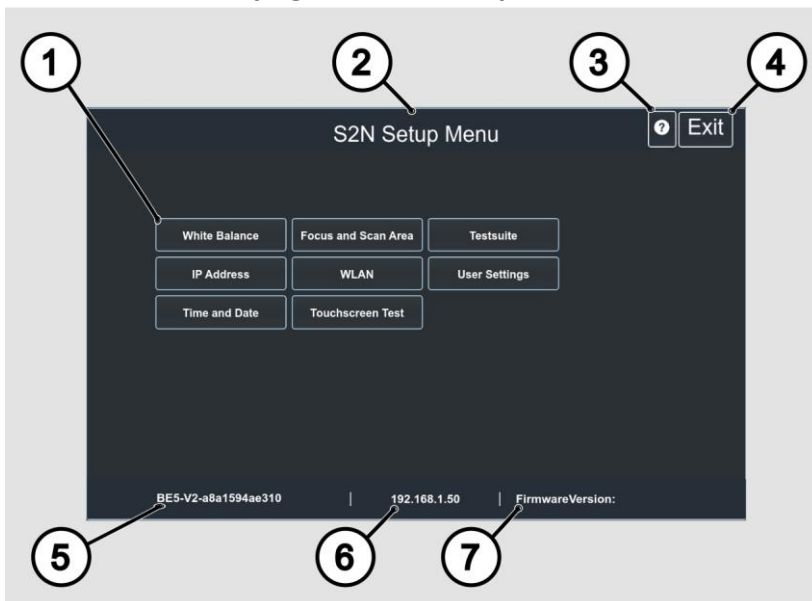 1 2 3 4
S2N Setup Menu ? Exit
White Balance Focus and Scan Area Testsuite
IP Address WLAN User Settings
Time and Date Touchscreen Test
BE5-V2-a8a1594ae310 | 192.168.1.50 | FirmwareVersion:
5 6 7